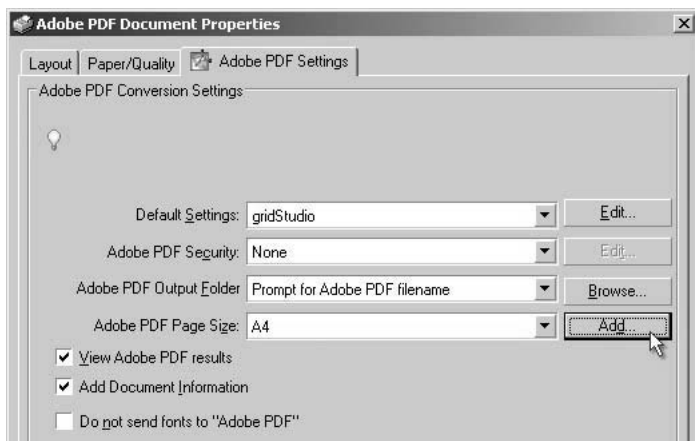 Adobe PDF Document Properties
Layout Paper/Quality Adobe PDF Settings
Adobe PDF Conversion Settings
Default Settings: gridStudio Edit...
Adobe PDF Security: None Edit...
Adobe PDF Output Folder Prompt for Adobe PDF filename Browse...
Adobe PDF Page Size: A4 Add...
View Adobe PDF results
Add Document Information
Do not send fonts to "Adobe PDF"